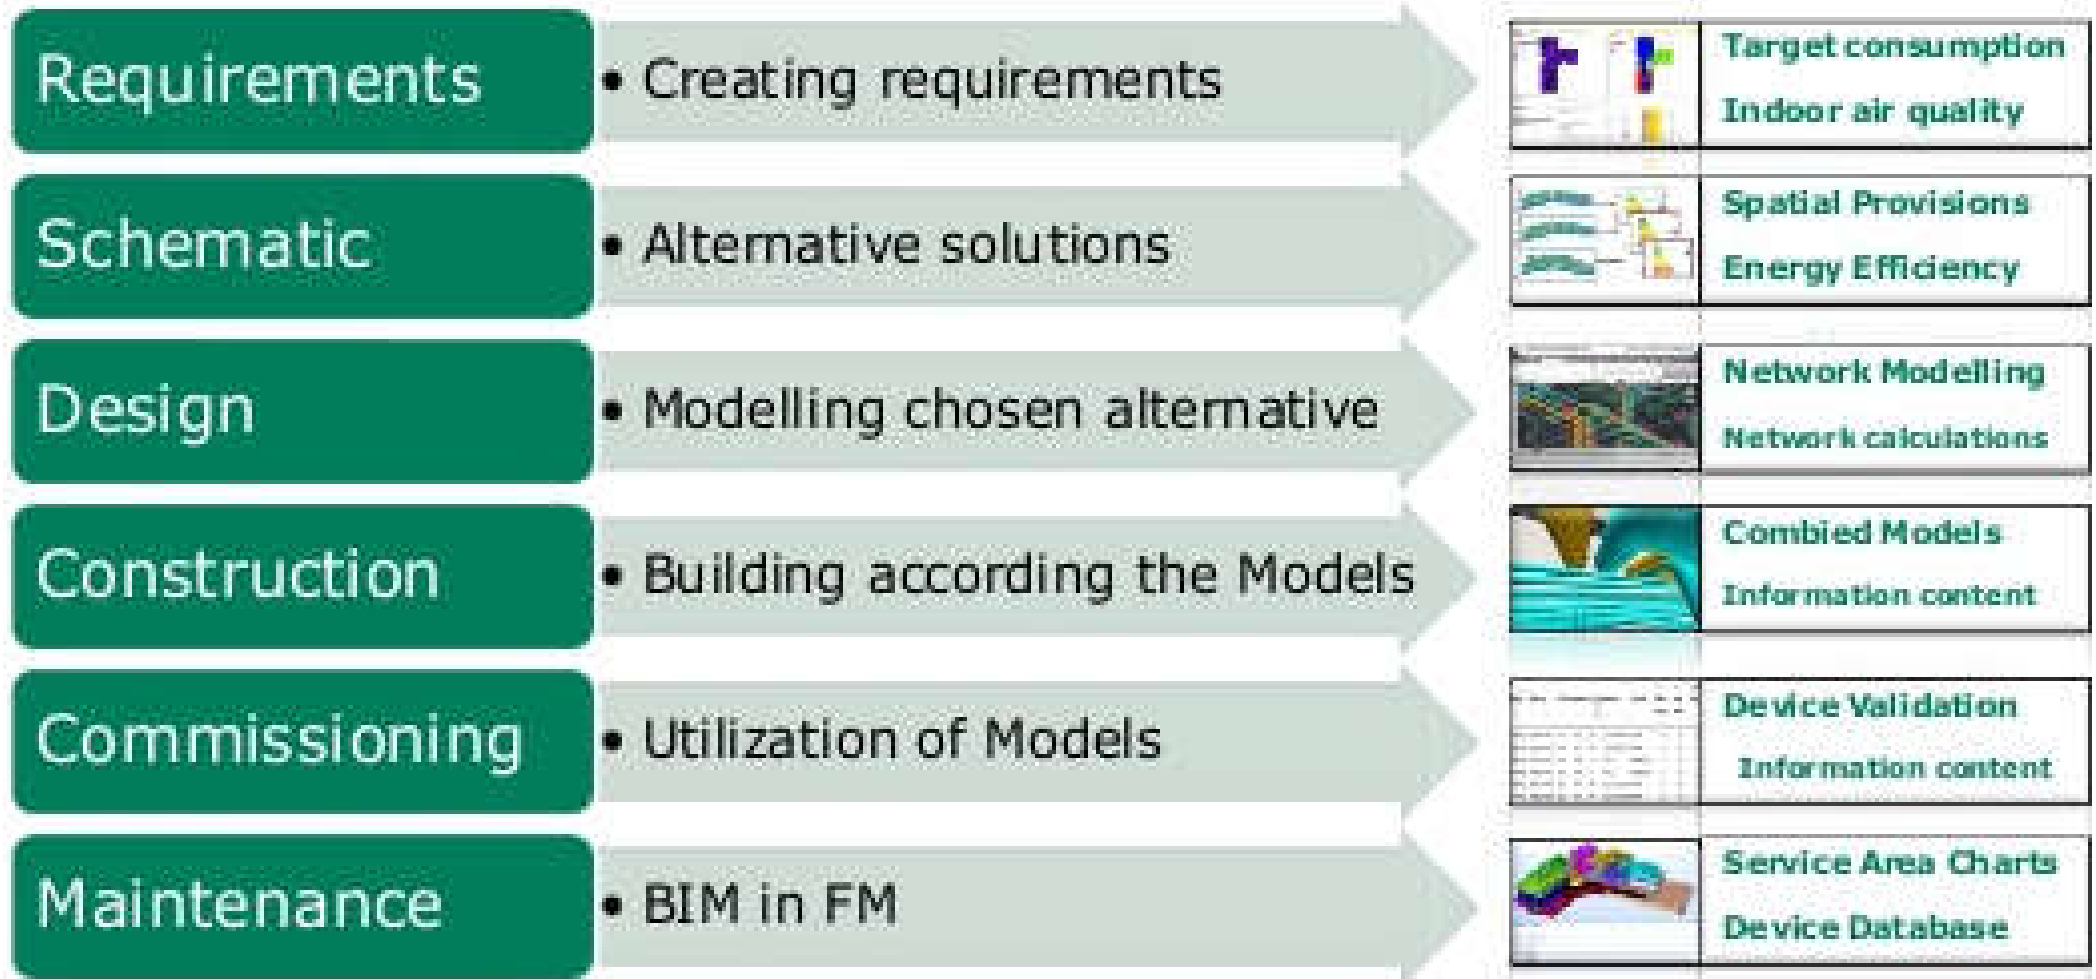 Requirements
• Creating requirements
Target consumption
Indoor air quality
Schematic
• Alternative solutions
Spatial Provisions
Energy Efficiency
Design
• Modelling chosen alternative
Network Modelling
Network calculations
Construction
• Building according the Models
Combied Models
Information content
Commissioning
• Utilization of Models
Device Validation
Information content
Maintenance
• BIM in FM
Service Area Charts
Device Database